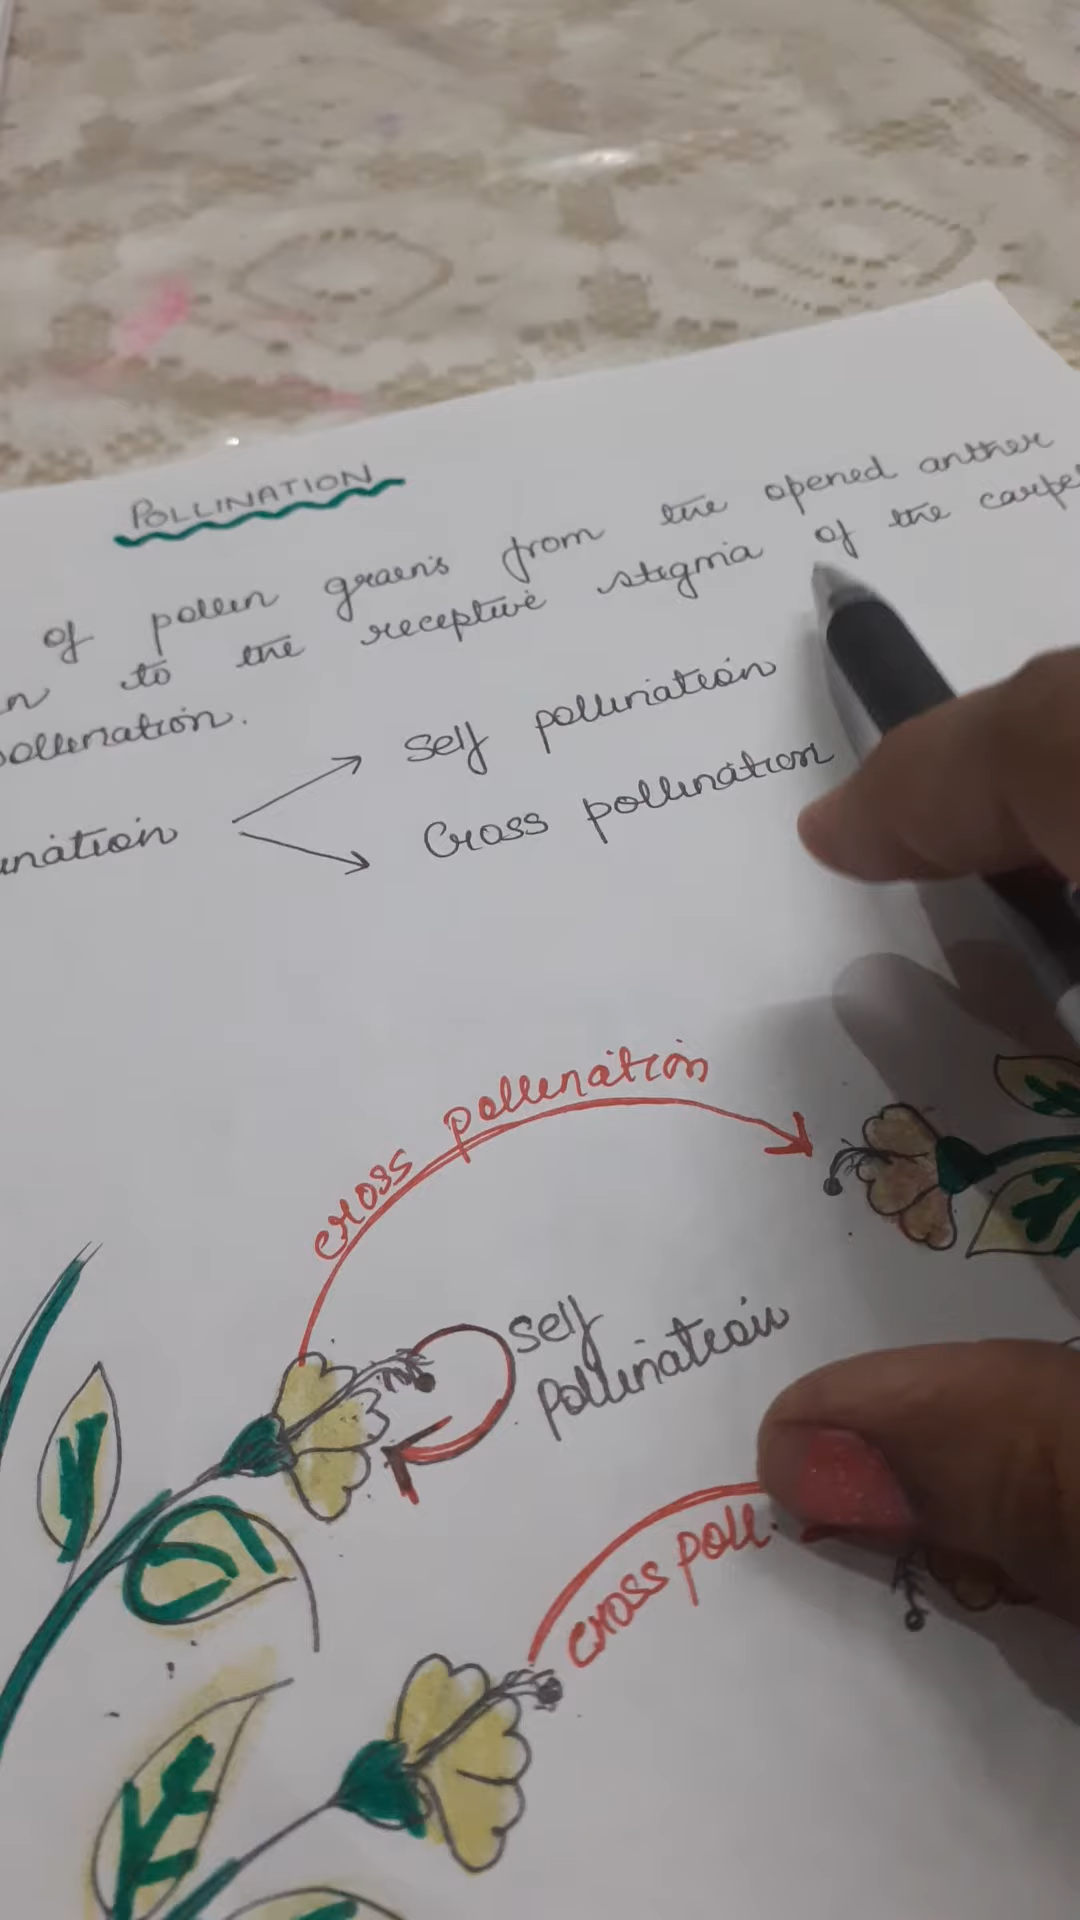 POLLINATION
of pollen grains from the opened anther
to the receptive stigma of the
Self pollination
Cross pollination
cross pollination
Self
pollination
cross poll.